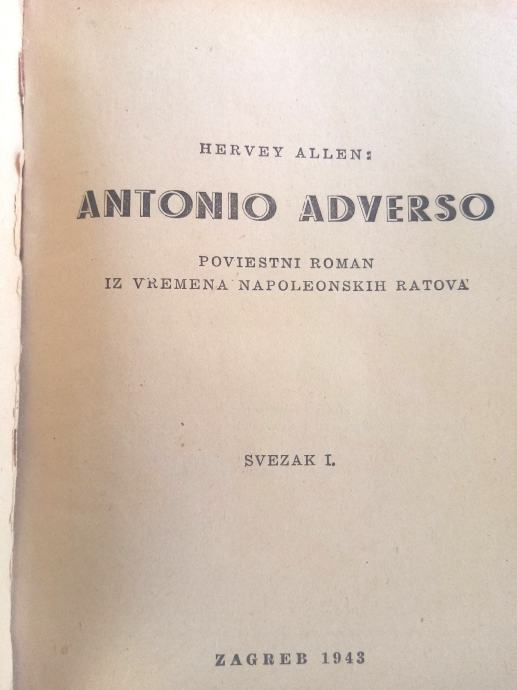 HERVEY ALLEN:
ANTONIO ADVERSO
POVIESTNI ROMAN
IZ VREMENA NAPOLEONSKIH RATOVA
SVEZAK I.
ZAGREB 1943